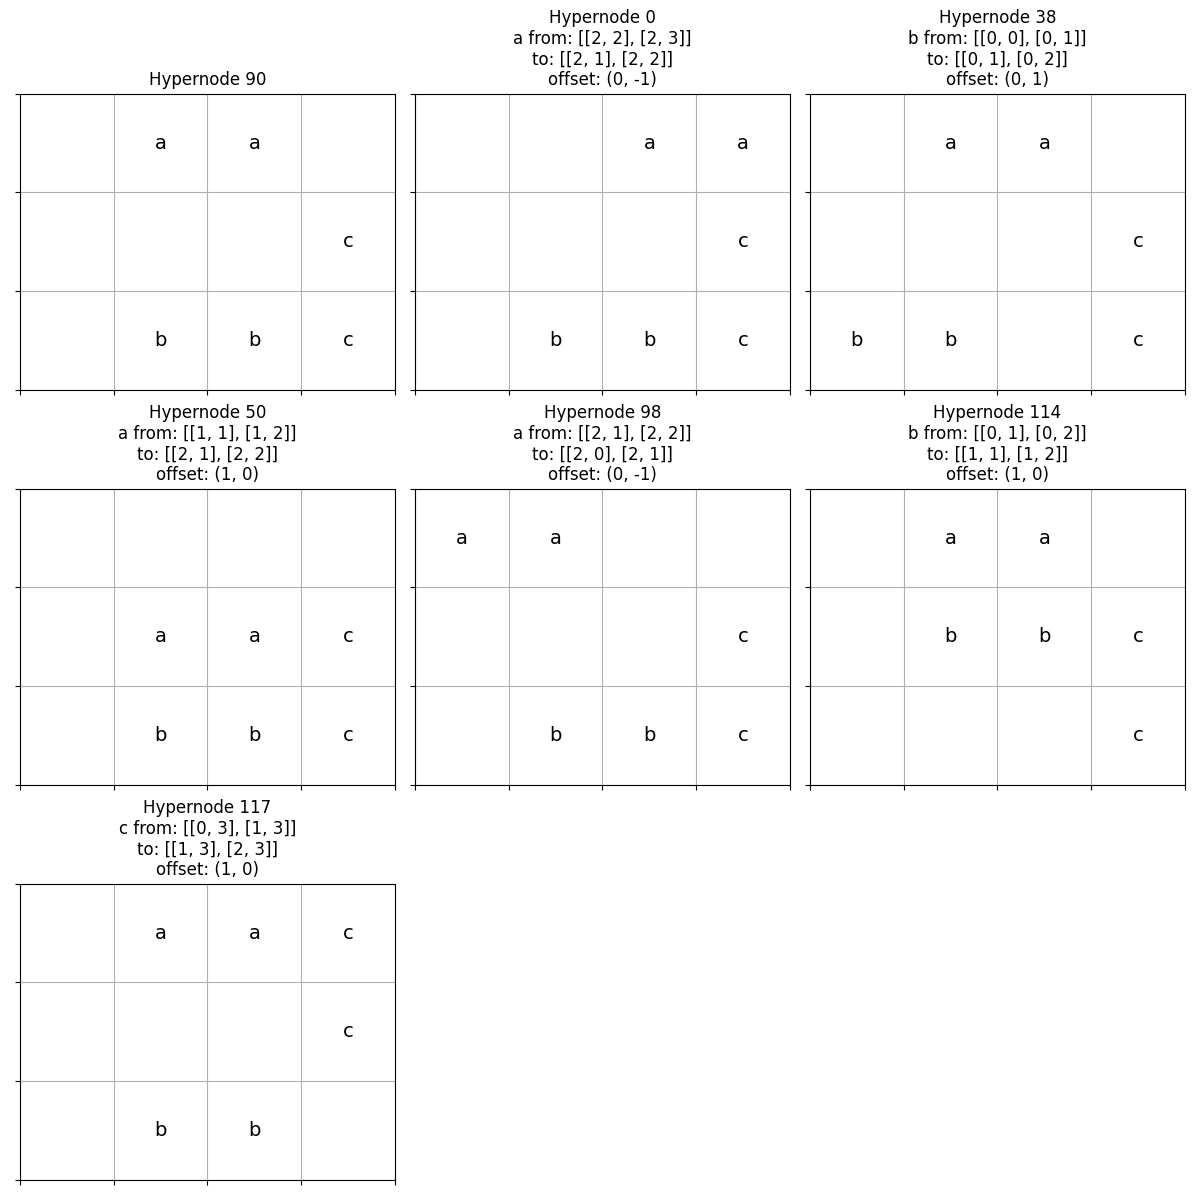 Hypernode 90
a a
c
b b c
Hypernode 0
a from: [[2, 2], [2, 3]]
to: [[2, 1], [2, 2]]
offset: (0, -1)
a a
c
b b c
Hypernode 38
b from: [[0, 0], [0, 1]]
to: [[0, 1], [0, 2]]
offset: (0, 1)
a a
c
b b c
Hypernode 50
a from: [[1, 1], [1, 2]]
to: [[2, 1], [2, 2]]
offset: (1, 0)
a a c
b b c
Hypernode 98
a from: [[2, 1], [2, 2]]
to: [[2, 0], [2, 1]]
offset: (0, -1)
a a
c
b b c
Hypernode 114
b from: [[0, 1], [0, 2]]
to: [[1, 1], [1, 2]]
offset: (1, 0)
a a
b b c
c
Hypernode 117
c from: [[0, 3], [1, 3]]
to: [[1, 3], [2, 3]]
offset: (1, 0)
a a c
c
b b